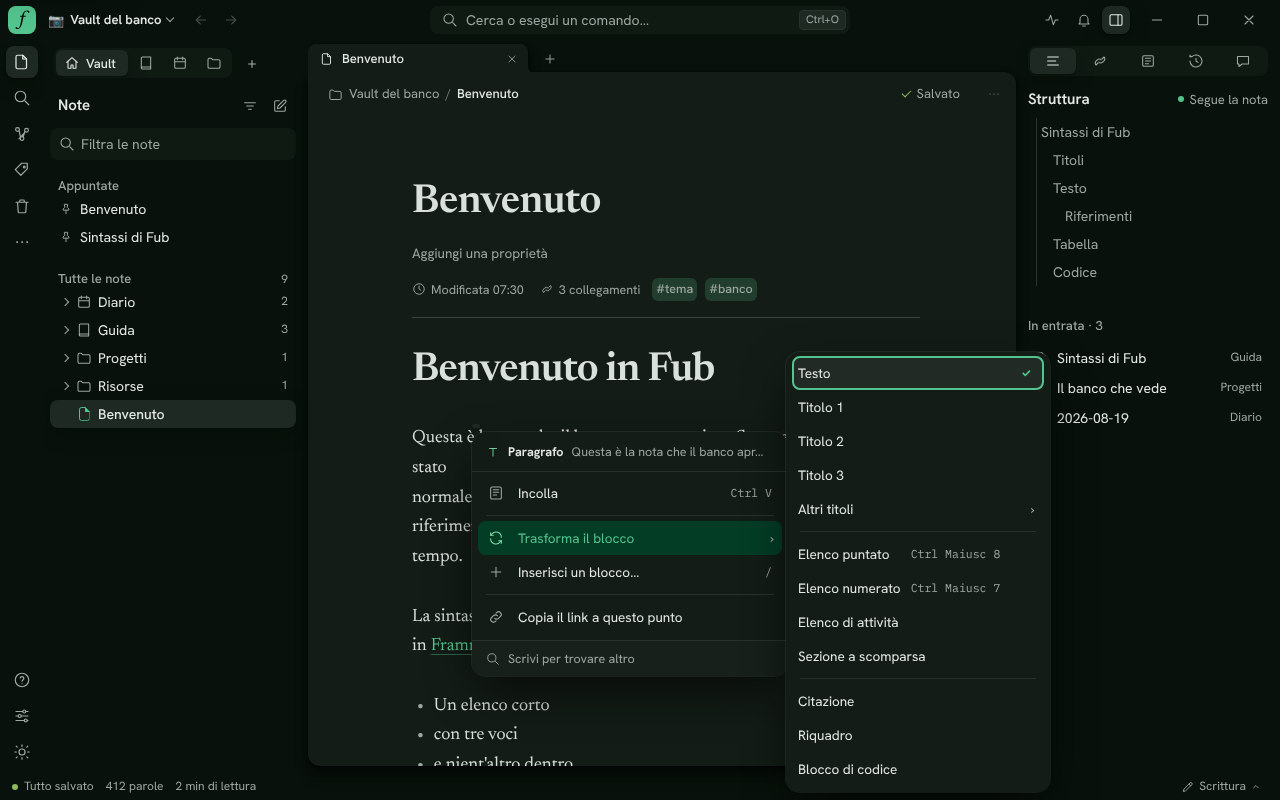 f
Vault del banco
Cerca o esegui un comando...
Ctrl+O
Vault
Note
Filtra le note
Appuntate
Benvenuto
Sintassi di Fub
Tutte le note 9
Diario 2
Guida 3
Progetti 1
Risorse 1
Benvenuto
Benvenuto
Vault del banco / Benvenuto
Salvato
Benvenuto
Aggiungi una proprietà
Modificata 07:30 3 collegamenti #tema #banco
Benvenuto in Fub
Questa è
stato
normale
tempo.
La sintas
in Framm
Un elenco corto
con tre voci
e nient'altro dentro
Paragrafo Questa è la nota che il banco apr...
Incolla Ctrl V
Trasforma il blocco ›
Inserisci un blocco... /
Copia il link a questo punto
Scrivi per trovare altro
Testo
Titolo 1
Titolo 2
Titolo 3
Altri titoli ›
Elenco puntato Ctrl Maiusc 8
Elenco numerato Ctrl Maiusc 7
Elenco di attività
Sezione a scomparsa
Citazione
Riquadro
Blocco di codice
Struttura
Segue la nota
Sintassi di Fub
Titoli
Testo
Riferimenti
Tabella
Codice
In entrata · 3
Sintassi di Fub Guida
Il banco che vede Progetti
2026-08-19 Diario
Tutto salvato 412 parole 2 min di lettura
Scrittura